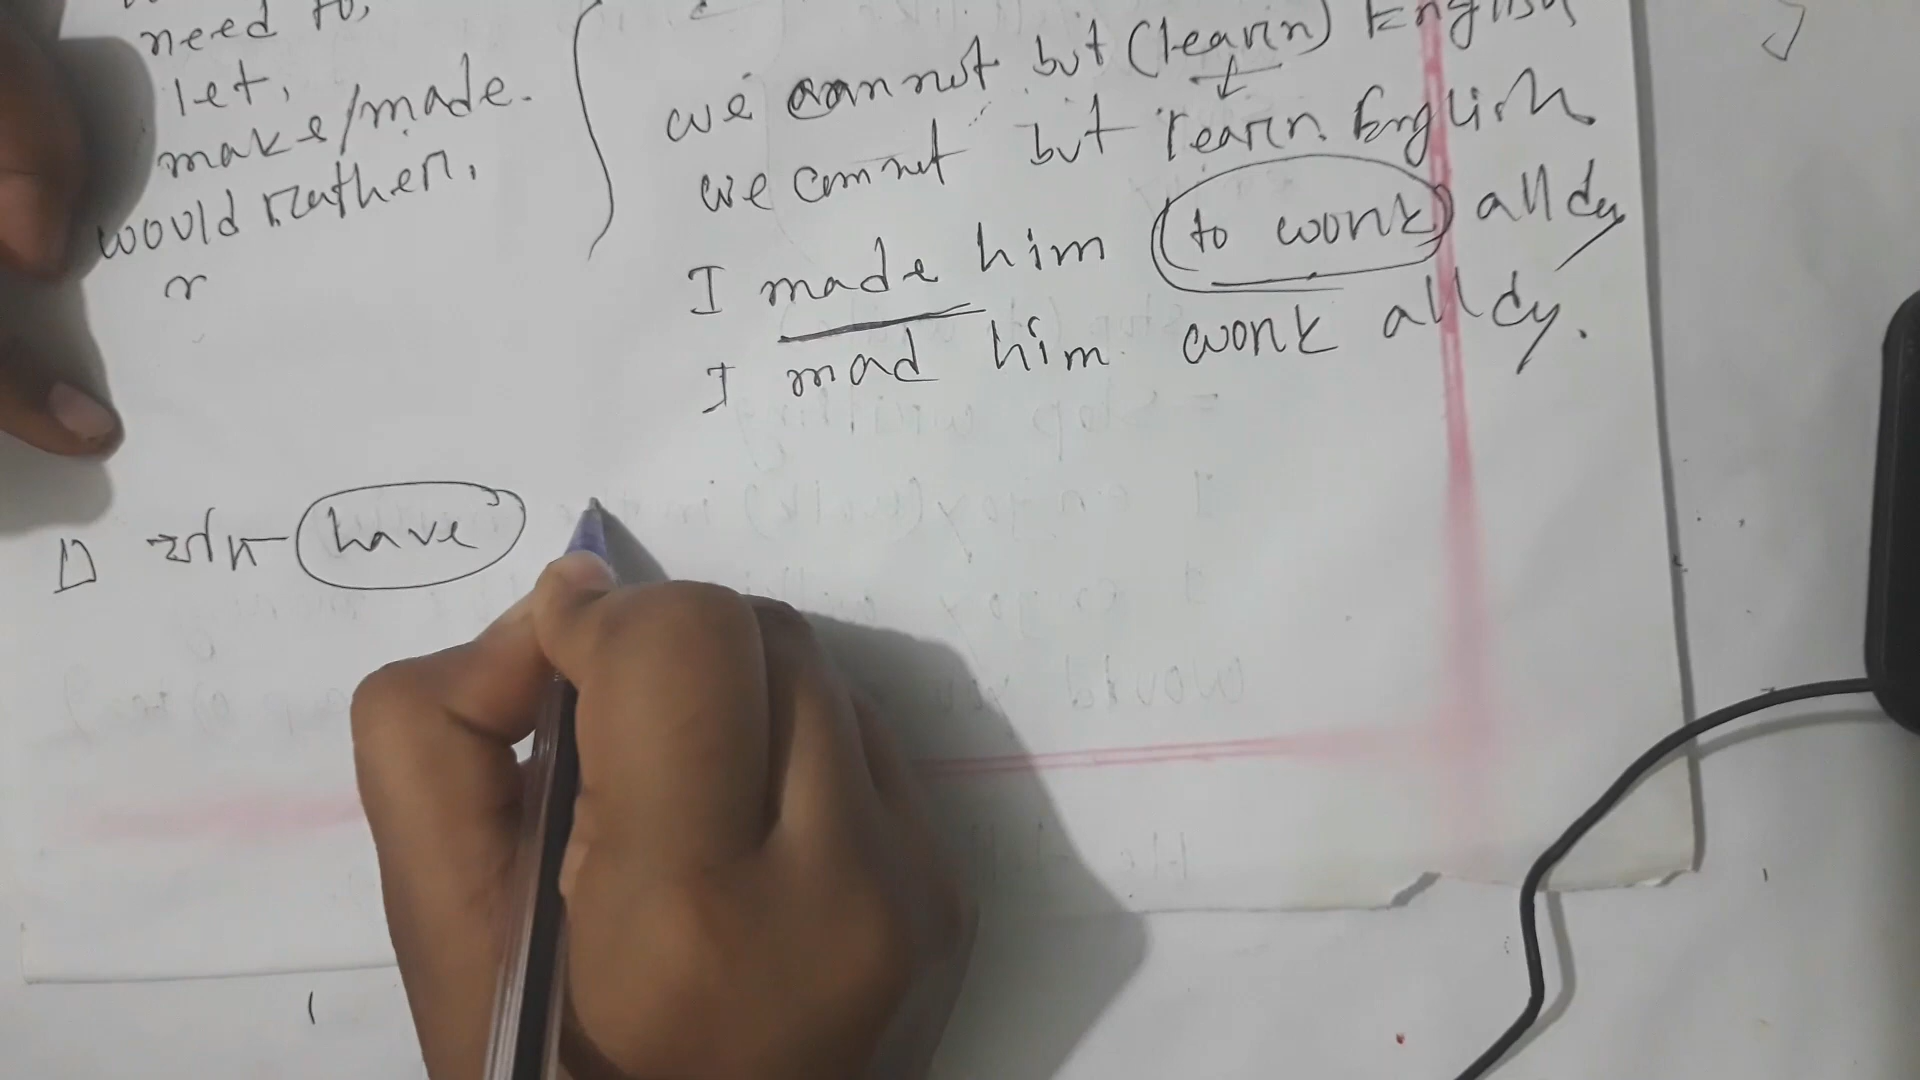 need to,
let,
make/made.
would rather,
we cannot but (learn) English
we cannot but learn English
I made him (to work) all dy
I mad him work all dy.
have